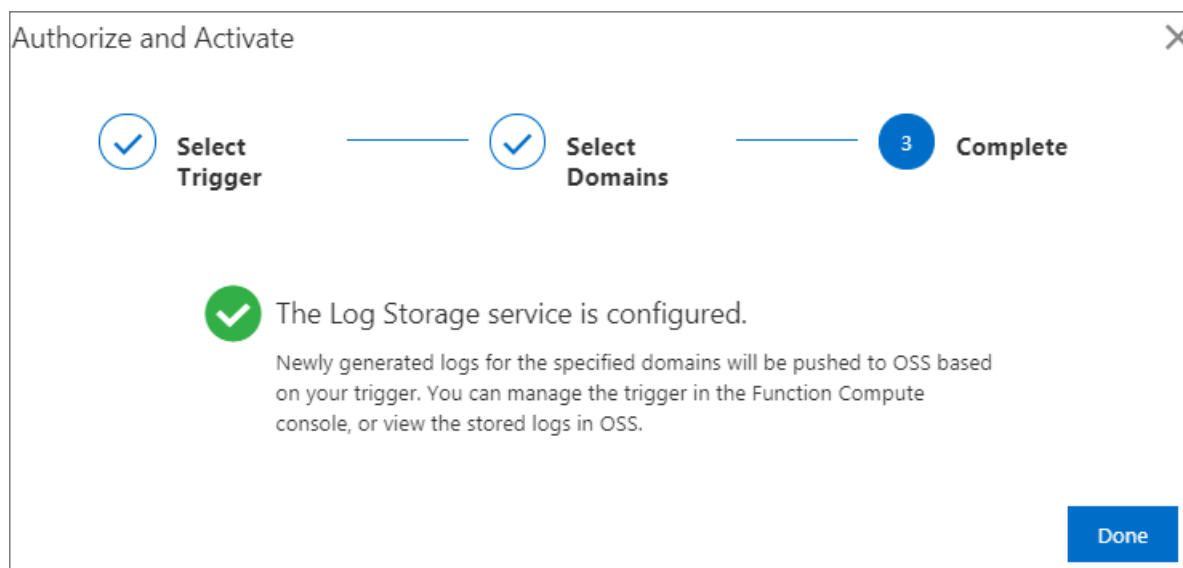 Authorize and Activate
Select
Trigger
Select
Domains
3
Complete
The Log Storage service is configured.
Newly generated logs for the specified domains will be pushed to OSS based
on your trigger. You can manage the trigger in the Function Compute
console, or view the stored logs in OSS.
Done